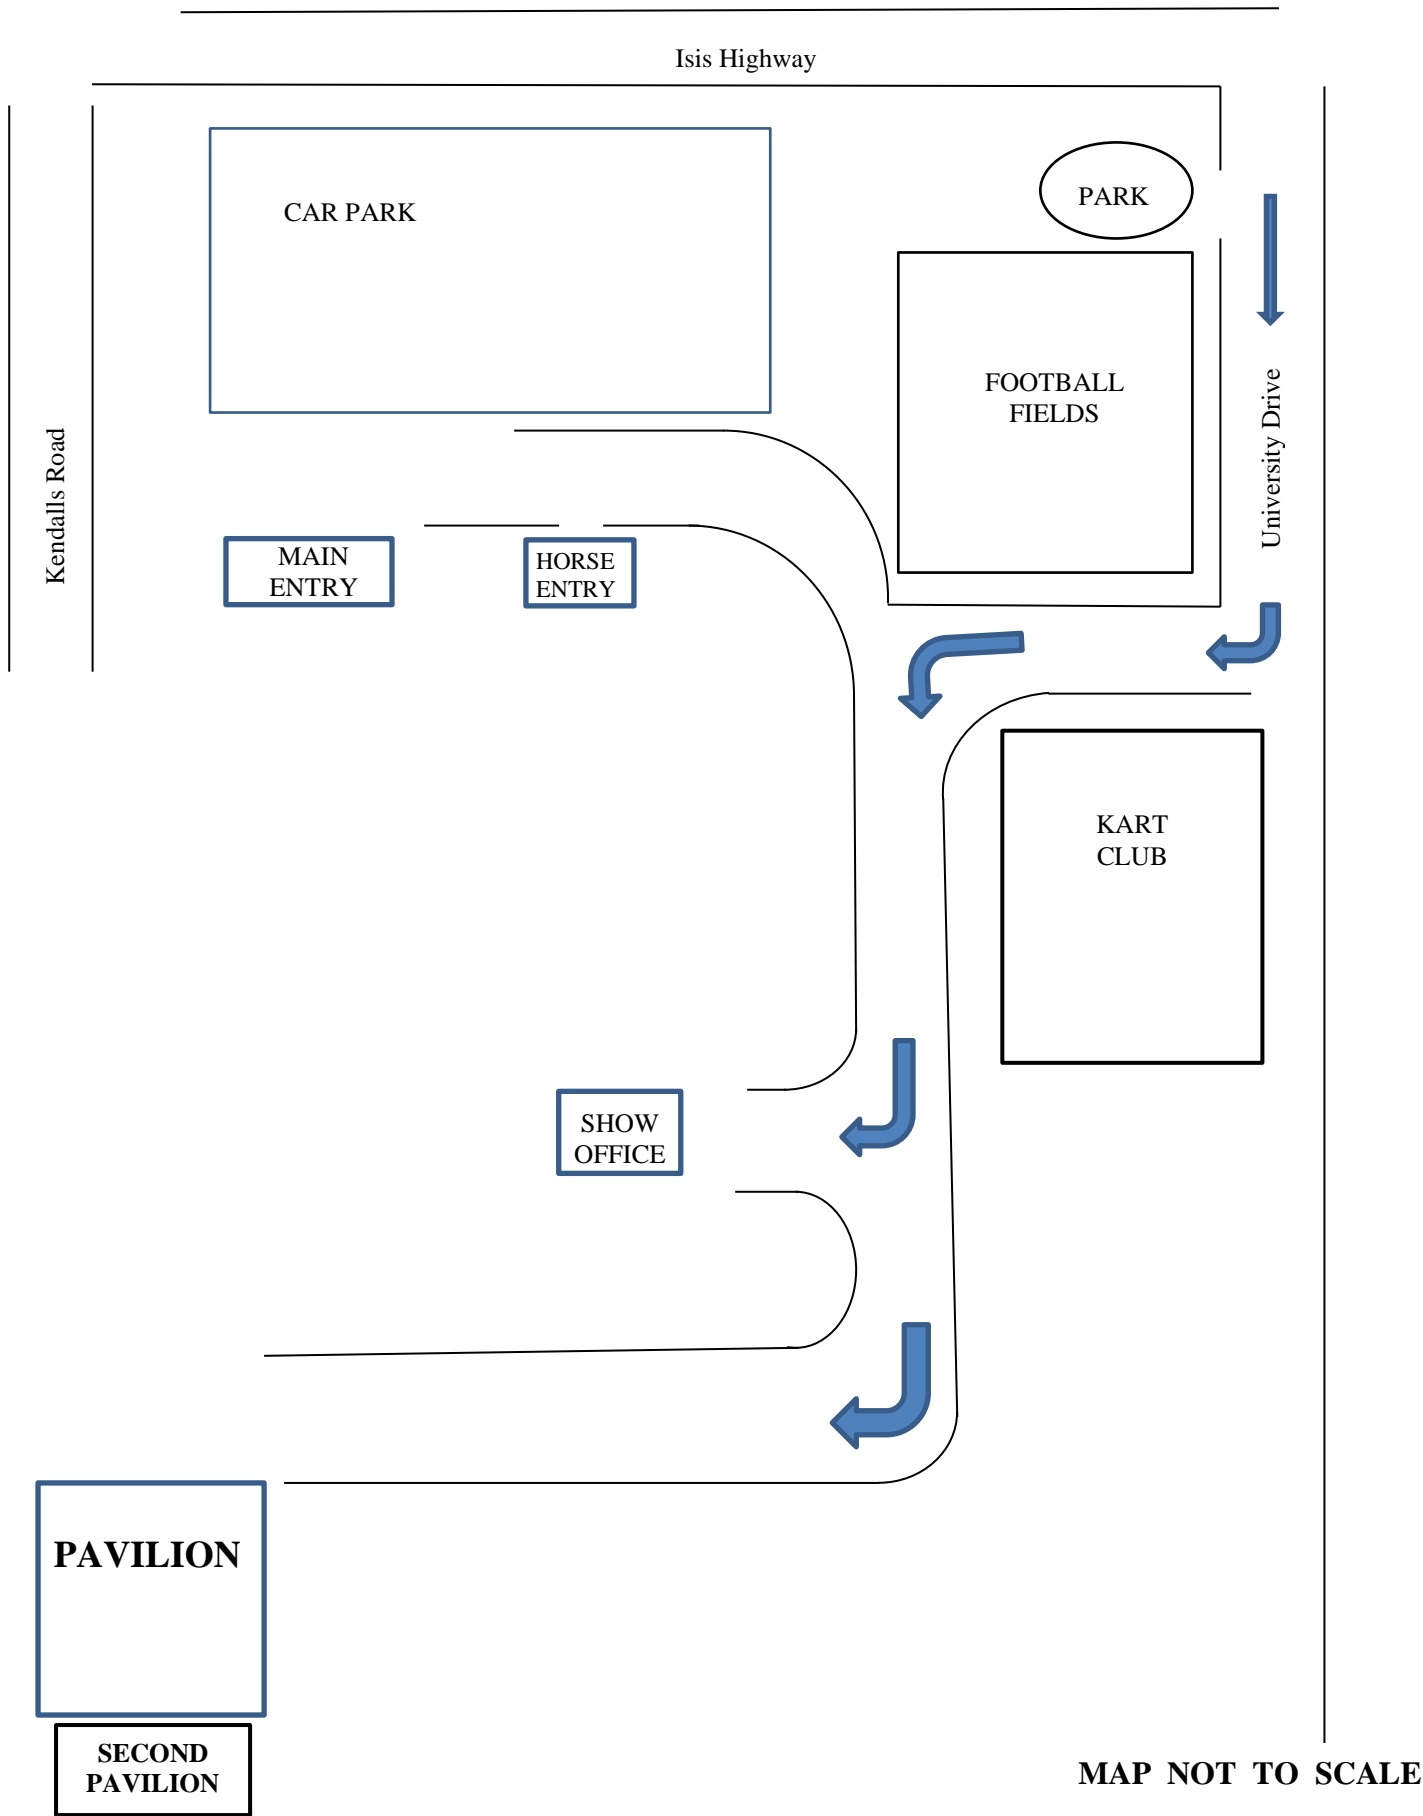 Isis Highway
PARK
CAR PARK
FOOTBALL
FIELDS
University Drive
Kendalls Road
MAIN
ENTRY
HORSE
ENTRY
KART
CLUB
SHOW
OFFICE
PAVILION
SECOND
PAVILION
MAP NOT TO SCALE